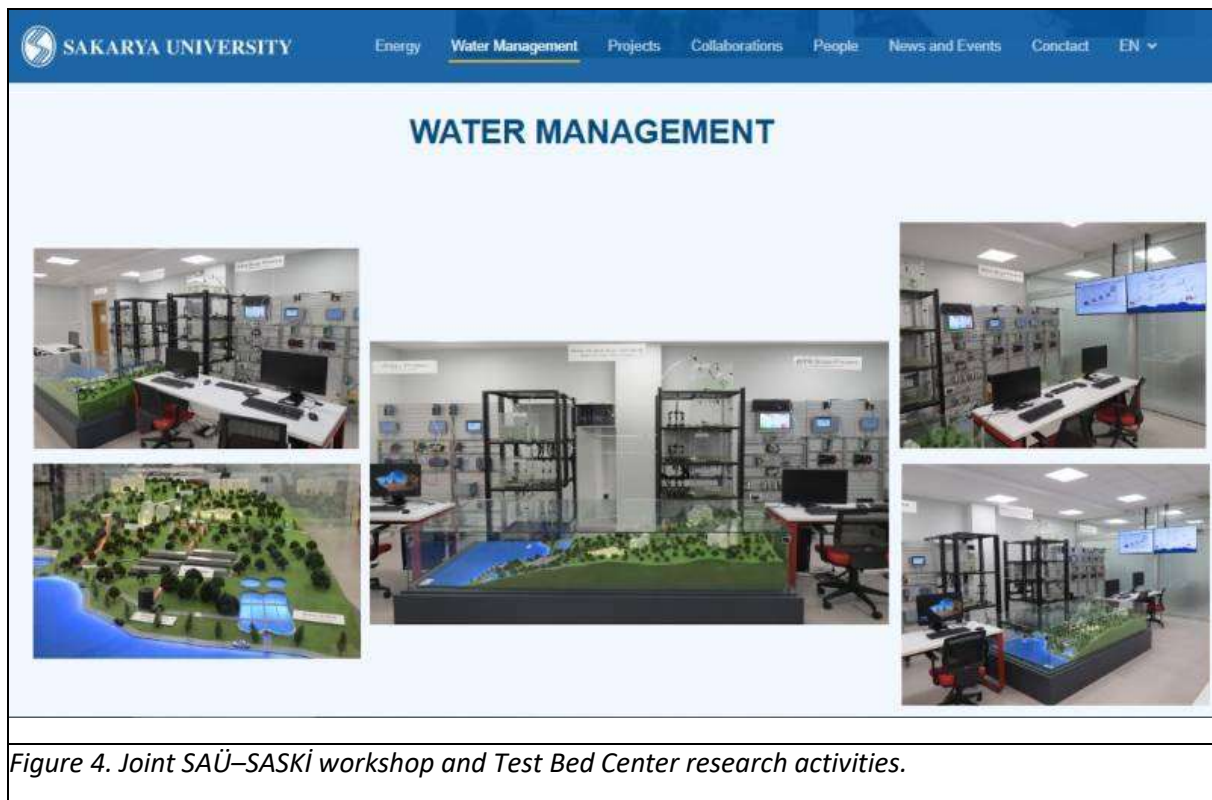 SAKARYA UNIVERSITY
Energy Water Management Projects Collaborations People News and Events Conctact EN
WATER MANAGEMENT
Figure 4. Joint SAÜ–SASKİ workshop and Test Bed Center research activities.